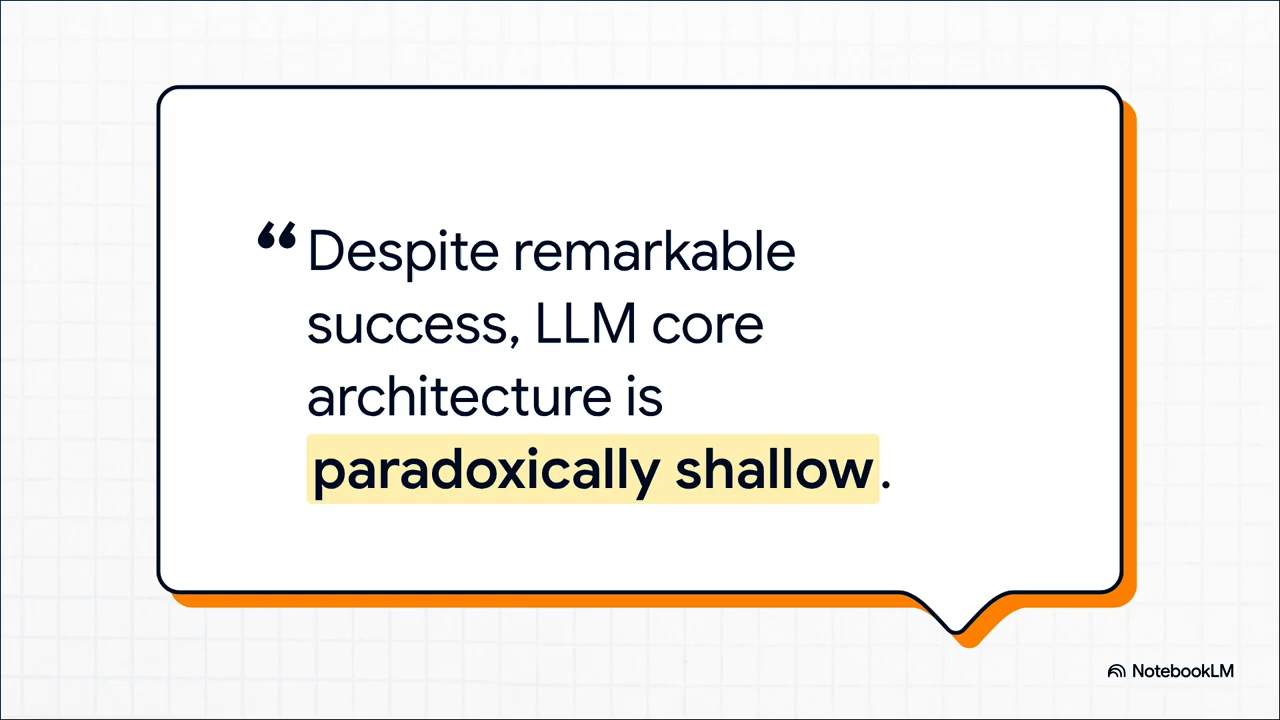 “Despite remarkable
success, LLM core
architecture is
paradoxically shallow.
NotebookLM